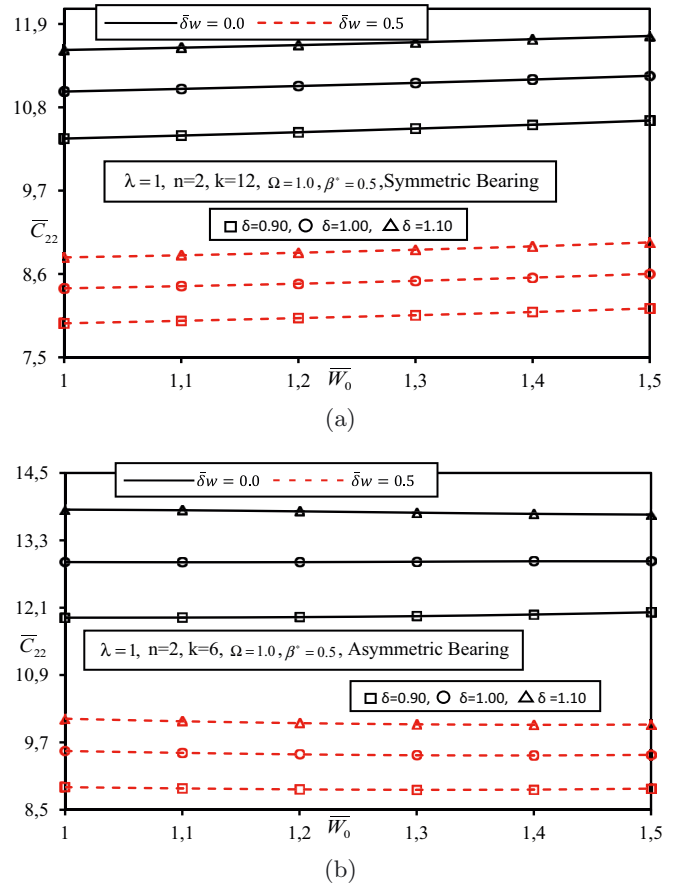 11,9
δ̄w = 0.0 δ̄w = 0.5
10,8
9,7
λ=1, n=2, k=12, Ω=1.0, β*=0.5,Symmetric Bearing
C̅₂₂
δ=0.90, δ=1.00, δ =1.10
8,6
7,5
1 1,1 1,2 W̅₀ 1,3 1,4 1,5
(a)
14,5
δ̄w = 0.0 δ̄w = 0.5
13,3
12,1
C̅₂₂
λ=1, n=2, k=6, Ω=1.0, β*=0.5, Asymmetric Bearing
10,9
δ=0.90, δ=1.00, δ =1.10
9,7
8,5
1 1,1 1,2 W̅₀ 1,3 1,4 1,5
(b)